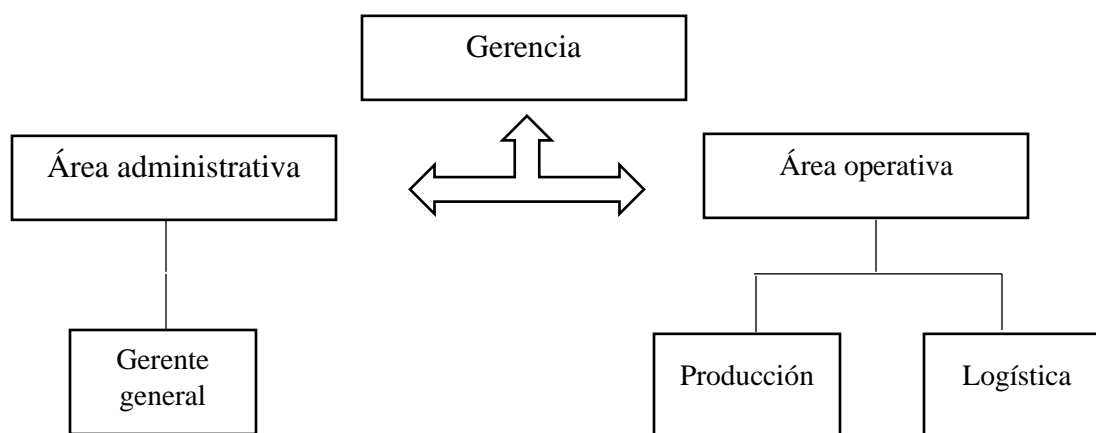 Gerencia
Área administrativa
Área operativa
Gerente
general
Producción
Logística